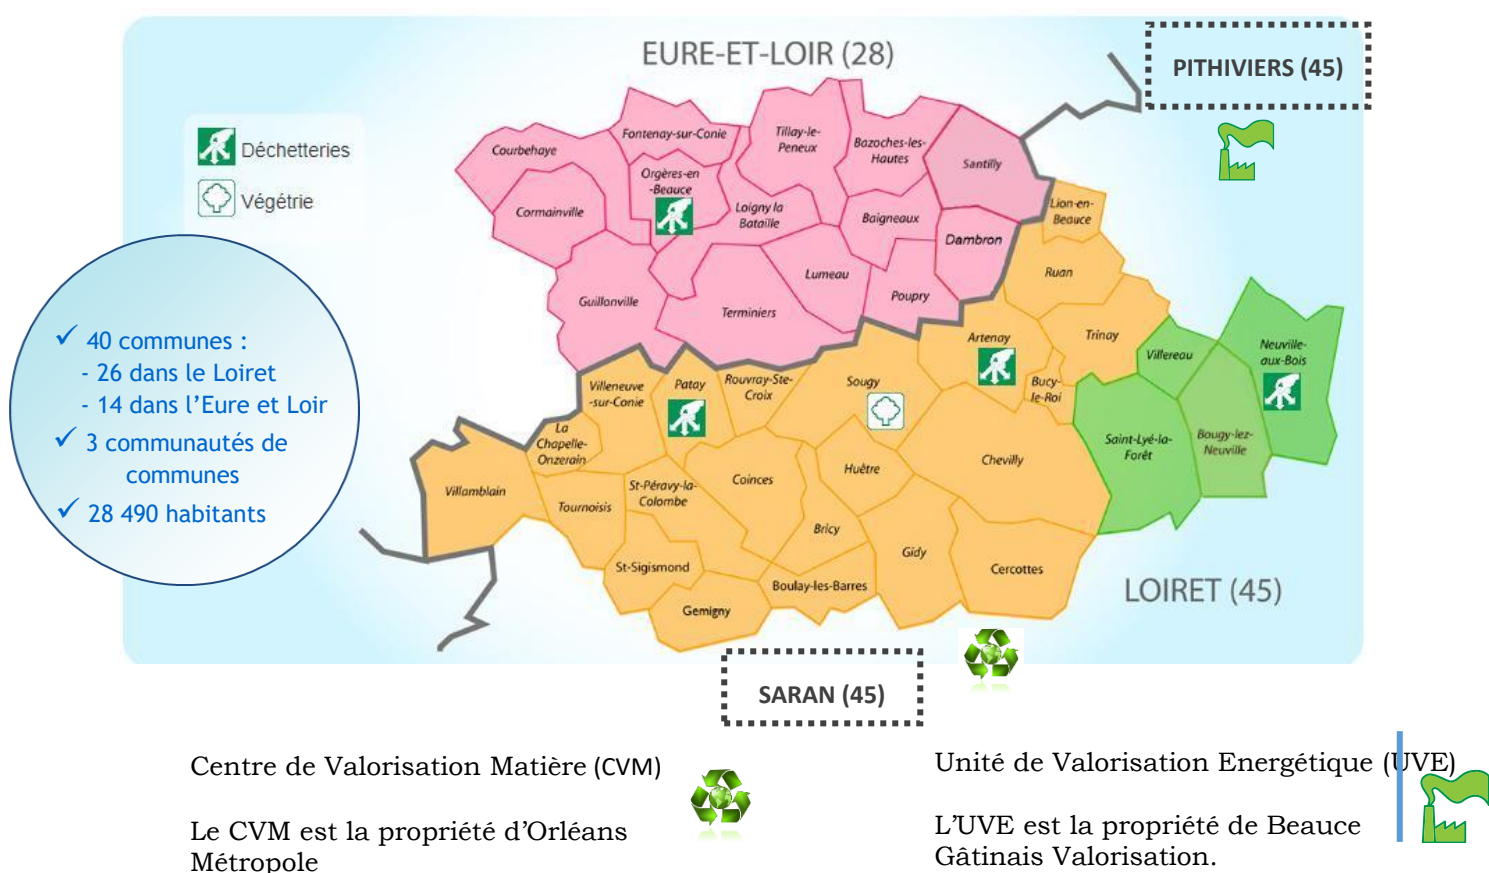 EURE-ET-LOIR (28)
PITHIVIERS (45)
Déchetteries
Végétrie
Courbehaye
Fontenay-sur-Conie
Tillay-le-
Peneux
Bazoches-les-
Hautes
Santilly
Orgères-en
-Beauce
Cormainville
Loigny la
Bataille
Baigneaux
Dambron
Lion-en-
Beauce
Ruan
Guillonville
Terminiers
Lumeau
Poupry
40 communes :
- 26 dans le Loiret
- 14 dans l’Eure et Loir
3 communautés de
communes
28 490 habitants
Artenay
Trinay
Villereau
Neuville-
aux-Bois
Villeneuve
-sur-Conie
Patay
Rouvray-Ste-
Croix
Sougy
Bucy-
le-Roi
La
Chapelle-
Onzerain
Saint-Lyé-la-
Forêt
Bougy-lez-
Neuville
Villamblain
Tournoisis
St-Péravy-la-
Colombe
Coinces
Huêtre
Chevilly
Bricy
Gidy
Cercottes
St-Sigismond
Boulay-les-Barres
Gemigny
LOIRET (45)
SARAN (45)
Centre de Valorisation Matière (CVM)
Le CVM est la propriété d’Orléans
Métropole
Unité de Valorisation Energétique (UVE)
L’UVE est la propriété de Beauce
Gâtinais Valorisation.